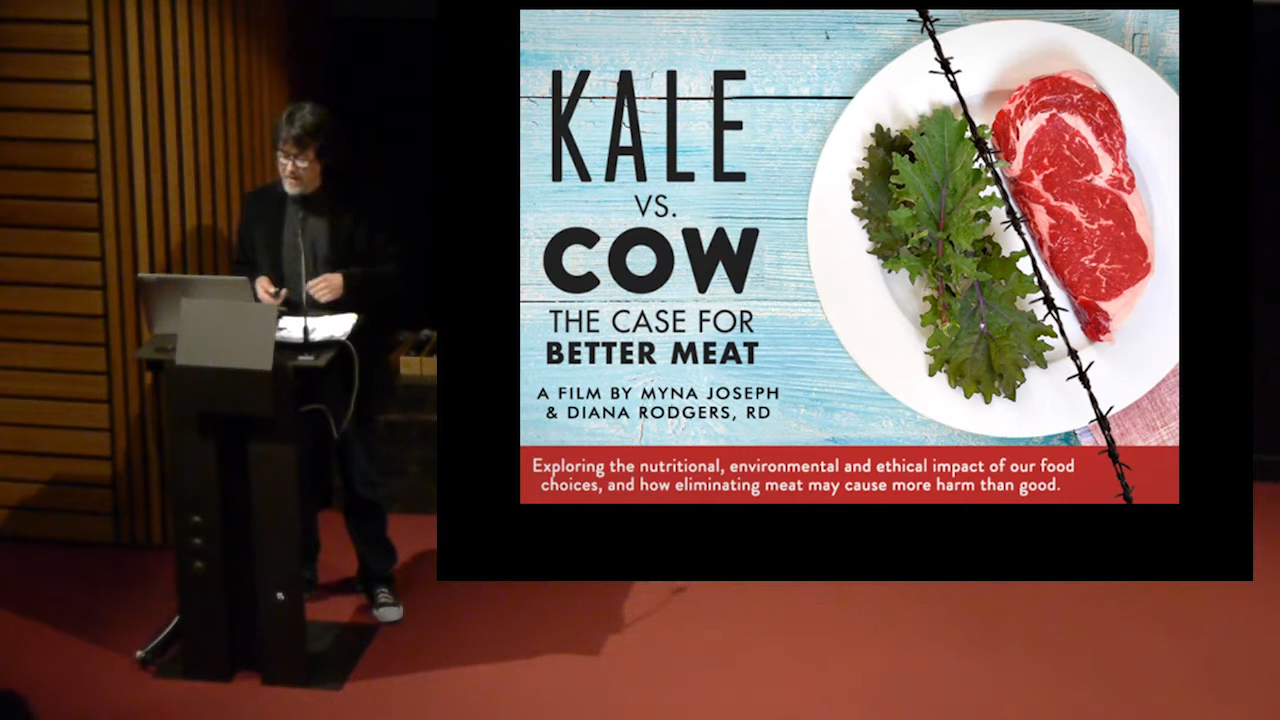 KALE
VS.
COW
THE CASE FOR
BETTER MEAT
A FILM BY MYNA JOSEPH
& DIANA RODGERS, RD
Exploring the nutritional, environmental and ethical impact of our food
choices, and how eliminating meat may cause more harm than good.